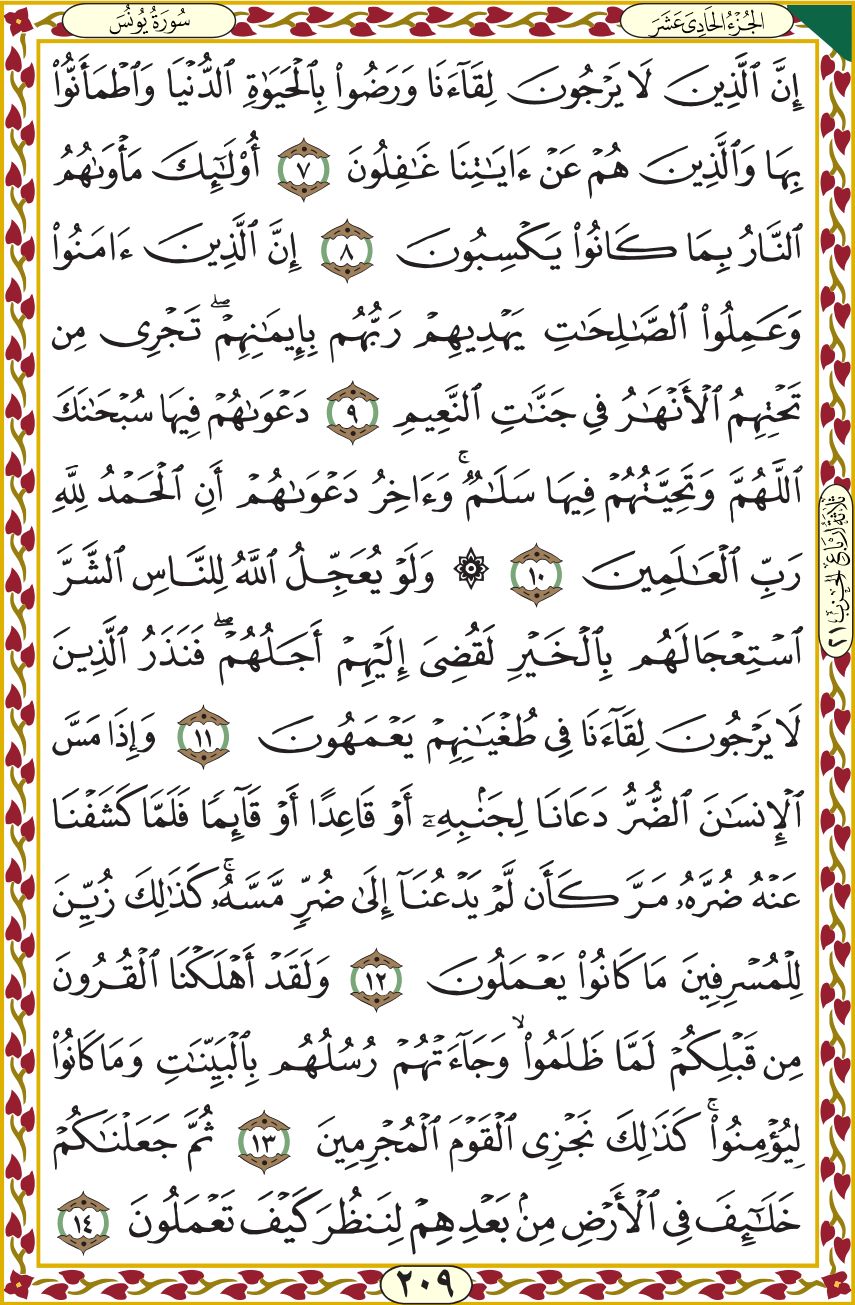 الجُزْءُ الحَادِىَ عَشَرَ
سُورَةُ يُونُسَ
إِنَّ ٱلَّذِينَ لَا يَرْجُونَ لِقَآءَنَا وَرَضُوا۟ بِٱلْحَيَوٰةِ ٱلدُّنْيَا وَٱطْمَأَنُّوا۟
بِهَا وَٱلَّذِينَ هُمْ عَنْ ءَايَـٰتِنَا غَـٰفِلُونَ ٧ أُو۟لَـٰٓئِكَ مَأْوَىٰهُمُ
ٱلنَّارُ بِمَا كَانُوا۟ يَكْسِبُونَ ٨ إِنَّ ٱلَّذِينَ ءَامَنُوا۟
وَعَمِلُوا۟ ٱلصَّـٰلِحَـٰتِ يَهْدِيهِمْ رَبُّهُم بِإِيمَـٰنِهِمْ ۖ تَجْرِى مِن
تَحْتِهِمُ ٱلْأَنْهَـٰرُ فِى جَنَّـٰتِ ٱلنَّعِيمِ ٩ دَعْوَىٰهُمْ فِيهَا سُبْحَـٰنَكَ
ٱللَّهُمَّ وَتَحِيَّتُهُمْ فِيهَا سَلَـٰمٌ ۚ وَءَاخِرُ دَعْوَىٰهُمْ أَنِ ٱلْحَمْدُ لِلَّهِ
رَبِّ ٱلْعَـٰلَمِينَ ١٠ ۞ وَلَوْ يُعَجِّلُ ٱللَّهُ لِلنَّاسِ ٱلشَّرَّ
ٱسْتِعْجَالَهُم بِٱلْخَيْرِ لَقُضِىَ إِلَيْهِمْ أَجَلُهُمْ ۖ فَنَذَرُ ٱلَّذِينَ
لَا يَرْجُونَ لِقَآءَنَا فِى طُغْيَـٰنِهِمْ يَعْمَهُونَ ١١ وَإِذَا مَسَّ
ٱلْإِنسَـٰنَ ٱلضُّرُّ دَعَانَا لِجَنۢبِهِۦٓ أَوْ قَاعِدًا أَوْ قَآئِمًا فَلَمَّا كَشَفْنَا
عَنْهُ ضُرَّهُۥ مَرَّ كَأَن لَّمْ يَدْعُنَآ إِلَىٰ ضُرٍّ مَّسَّهُۥ ۚ كَذَٰلِكَ زُيِّنَ
لِلْمُسْرِفِينَ مَا كَانُوا۟ يَعْمَلُونَ ١٢ وَلَقَدْ أَهْلَكْنَا ٱلْقُرُونَ
مِن قَبْلِكُمْ لَمَّا ظَلَمُوا۟ ۙ وَجَآءَتْهُمْ رُسُلُهُم بِٱلْبَيِّنَـٰتِ وَمَا كَانُوا۟
لِيُؤْمِنُوا۟ ۚ كَذَٰلِكَ نَجْزِى ٱلْقَوْمَ ٱلْمُجْرِمِينَ ١٣ ثُمَّ جَعَلْنَـٰكُمْ
خَلَـٰٓئِفَ فِى ٱلْأَرْضِ مِنۢ بَعْدِهِمْ لِنَنظُرَ كَيْفَ تَعْمَلُونَ ١٤
ثَلَاثَةُ أَرْبَاعِ الحِزْبِ ٢١
٢٠٩